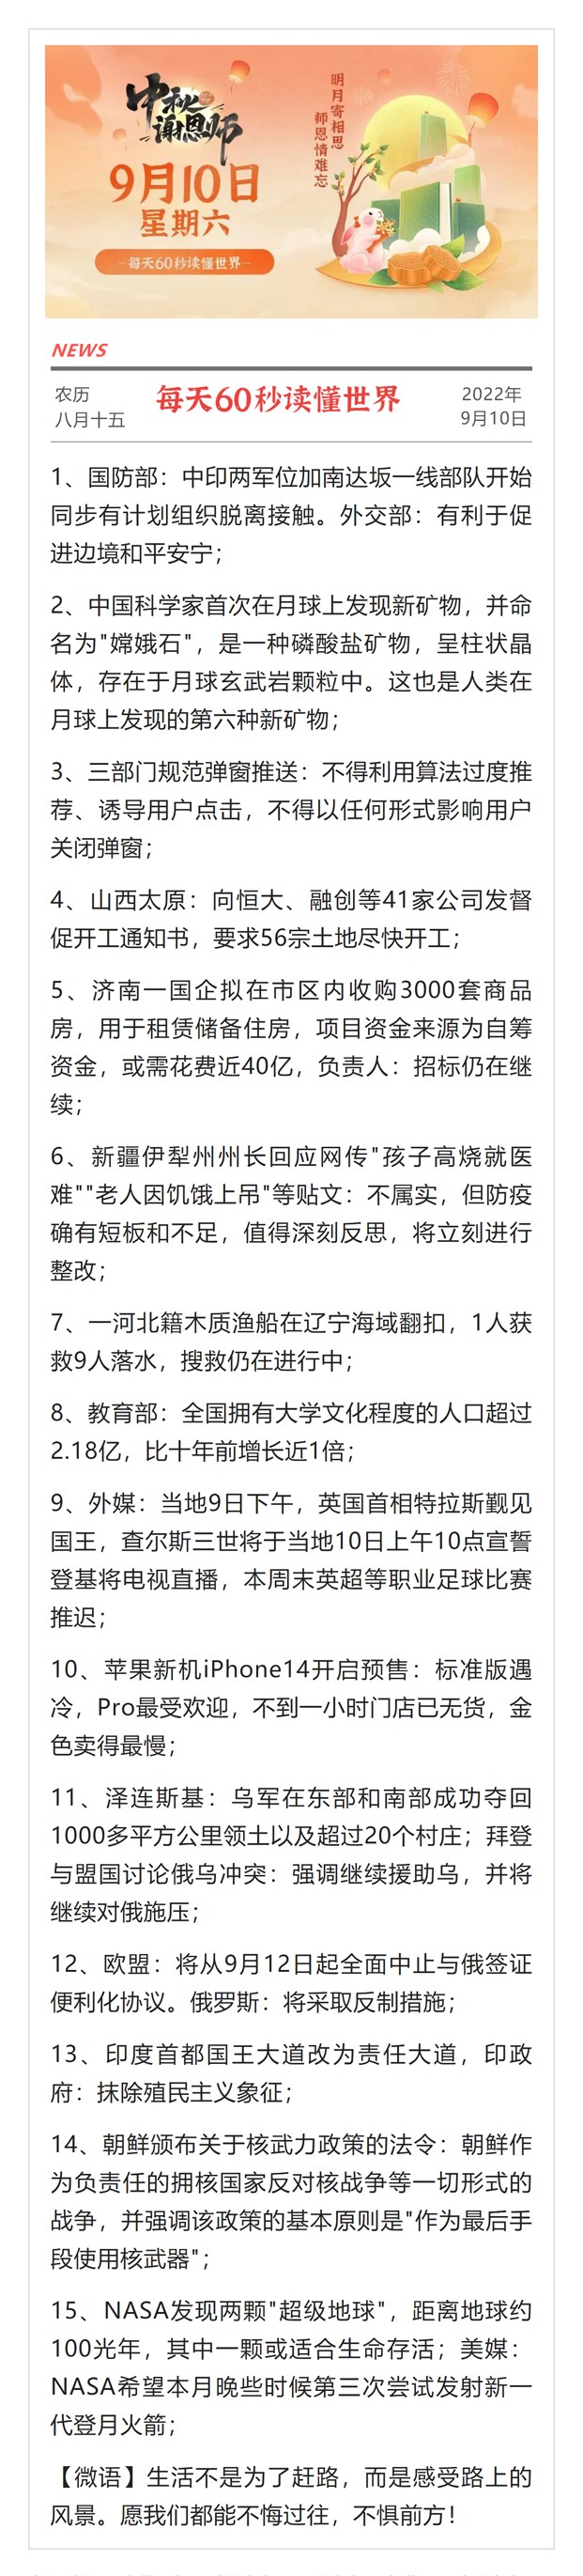 中秋
谢恩师
明月寄相思
师恩情难忘
9月10日
星期六
每天60秒读懂世界
NEWS
农历
八月十五
每天60秒读懂世界
2022年
9月10日
1、国防部：中印两军位加南达坂一线部队开始
同步有计划组织脱离接触。外交部：有利于促
进边境和平安宁；
2、中国科学家首次在月球上发现新矿物，并命
名为"嫦娥石"，是一种磷酸盐矿物，呈柱状晶
体，存在于月球玄武岩颗粒中。这也是人类在
月球上发现的第六种新矿物；
3、三部门规范弹窗推送：不得利用算法过度推
荐、诱导用户点击，不得以任何形式影响用户
关闭弹窗；
4、山西太原：向恒大、融创等41家公司发督
促开工通知书，要求56宗土地尽快开工；
5、济南一国企拟在市区内收购3000套商品
房，用于租赁储备住房，项目资金来源为自筹
资金，或需花费近40亿，负责人：招标仍在继
续；
6、新疆伊犁州州长回应网传"孩子高烧就医
难""老人因饥饿上吊"等贴文：不属实，但防疫
确有短板和不足，值得深刻反思，将立刻进行
整改；
7、一河北籍木质渔船在辽宁海域翻扣，1人获
救9人落水，搜救仍在进行中；
8、教育部：全国拥有大学文化程度的人口超过
2.18亿，比十年前增长近1倍；
9、外媒：当地9日下午，英国首相特拉斯觐见
国王，查尔斯三世将于当地10日上午10点宣誓
登基将电视直播，本周末英超等职业足球比赛
推迟；
10、苹果新机iPhone14开启预售：标准版遇
冷，Pro最受欢迎，不到一小时门店已无货，金
色卖得最慢；
11、泽连斯基：乌军在东部和南部成功夺回
1000多平方公里领土以及超过20个村庄；拜登
与盟国讨论俄乌冲突：强调继续援助乌，并将
继续对俄施压；
12、欧盟：将从9月12日起全面中止与俄签证
便利化协议。俄罗斯：将采取反制措施；
13、印度首都国王大道改为责任大道，印政
府：抹除殖民主义象征；
14、朝鲜颁布关于核武力政策的法令：朝鲜作
为负责任的拥核国家反对核战争等一切形式的
战争，并强调该政策的基本原则是"作为最后手
段使用核武器"；
15、NASA发现两颗"超级地球"，距离地球约
100光年，其中一颗或适合生命存活；美媒：
NASA希望本月晚些时候第三次尝试发射新一
代登月火箭；
【微语】生活不是为了赶路，而是感受路上的
风景。愿我们都能不悔过往，不惧前方！